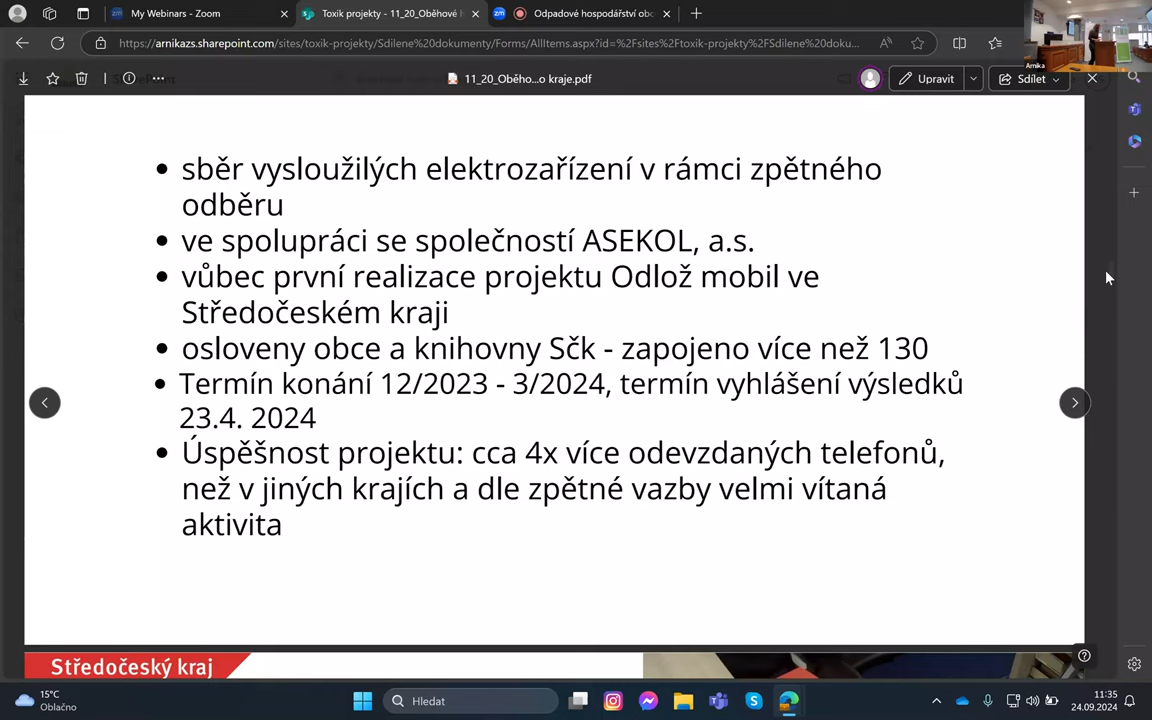 My Webinars - Zoom
Toxik projekty - 11_20_Oběhové h
Odpadové hospodářství obc
https://arnikazs.sharepoint.com/sites/toxik-projekty/Sdilene%20dokumenty/Forms/AllItems.aspx?id=%2Fsites%2Ftoxik-projekty%2FSdilene%20doku...
Arnika
11_20_Oběho...o kraje.pdf
Upravit
Sdílet
• sběr vysloužilých elektrozařízení v rámci zpětného
odběru
• ve spolupráci se společností ASEKOL, a.s.
• vůbec první realizace projektu Odlož mobil ve
Středočeském kraji
• osloveny obce a knihovny Sčk - zapojeno více než 130
• Termín konání 12/2023 - 3/2024, termín vyhlášení výsledků
23.4. 2024
• Úspěšnost projektu: cca 4x více odevzdaných telefonů,
než v jiných krajích a dle zpětné vazby velmi vítaná
aktivita
Středočeský kraj
15°C
Oblačno
Hledat
11:35
24.09.2024